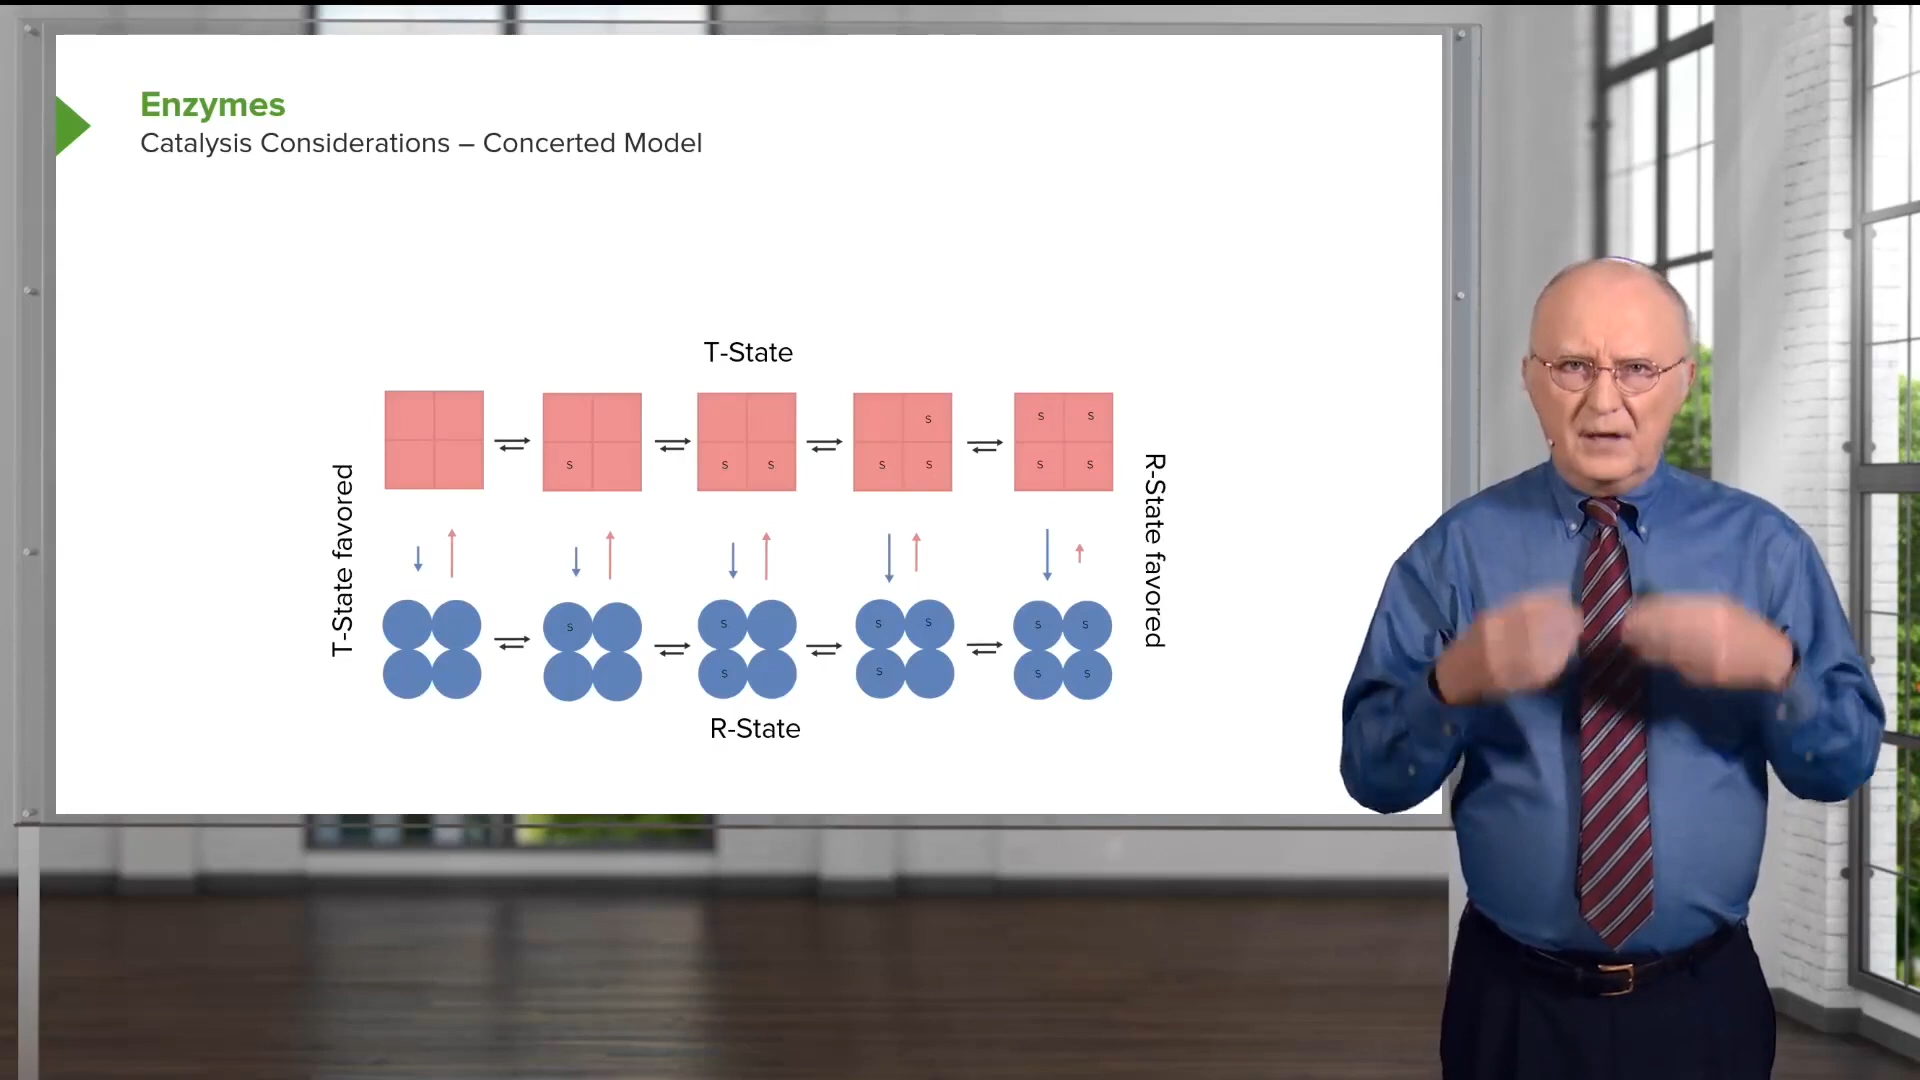 Enzymes
Catalysis Considerations – Concerted Model
T-State
T-State favored
R-State favored
S
S S
S
S S
S S
S S
S
S
S
S S
S
S S
S S
R-State